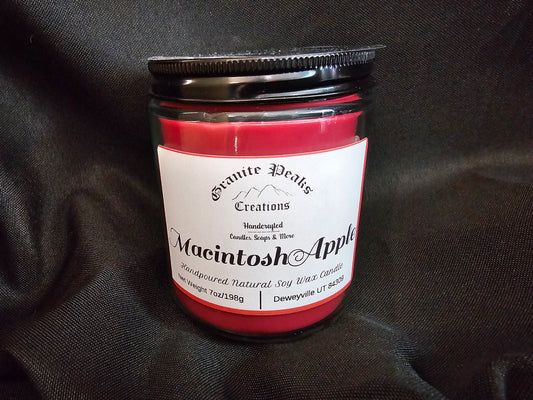 Granite Peaks
Creations
Handcrafted
Candles, Soaps & More
Macintosh Apple
Handpoured Natural Soy Wax Candle
Net Weight 7oz/198g | Deweyville UT 84309